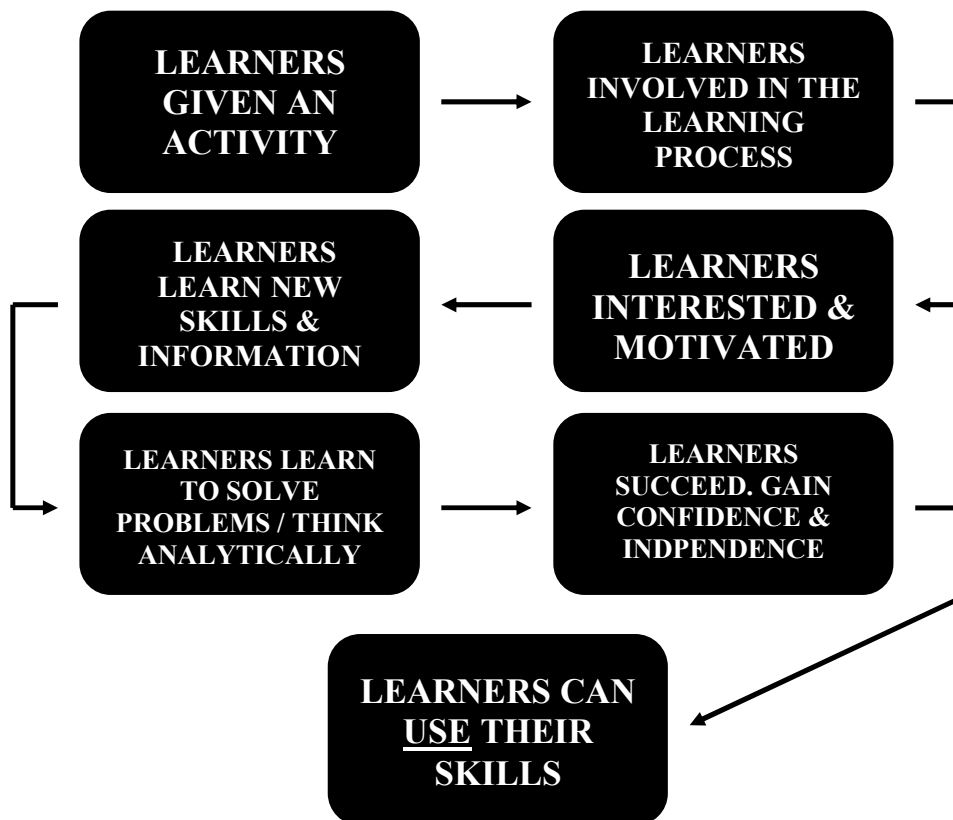 LEARNERS
GIVEN AN
ACTIVITY
LEARNERS
INVOLVED IN THE
LEARNING
PROCESS
LEARNERS
INTERESTED &
MOTIVATED
LEARNERS
LEARN NEW
SKILLS &
INFORMATION
LEARNERS LEARN
TO SOLVE
PROBLEMS / THINK
ANALYTICALLY
LEARNERS
SUCCEED. GAIN
CONFIDENCE &
INDPENDENCE
LEARNERS CAN
USE THEIR
SKILLS